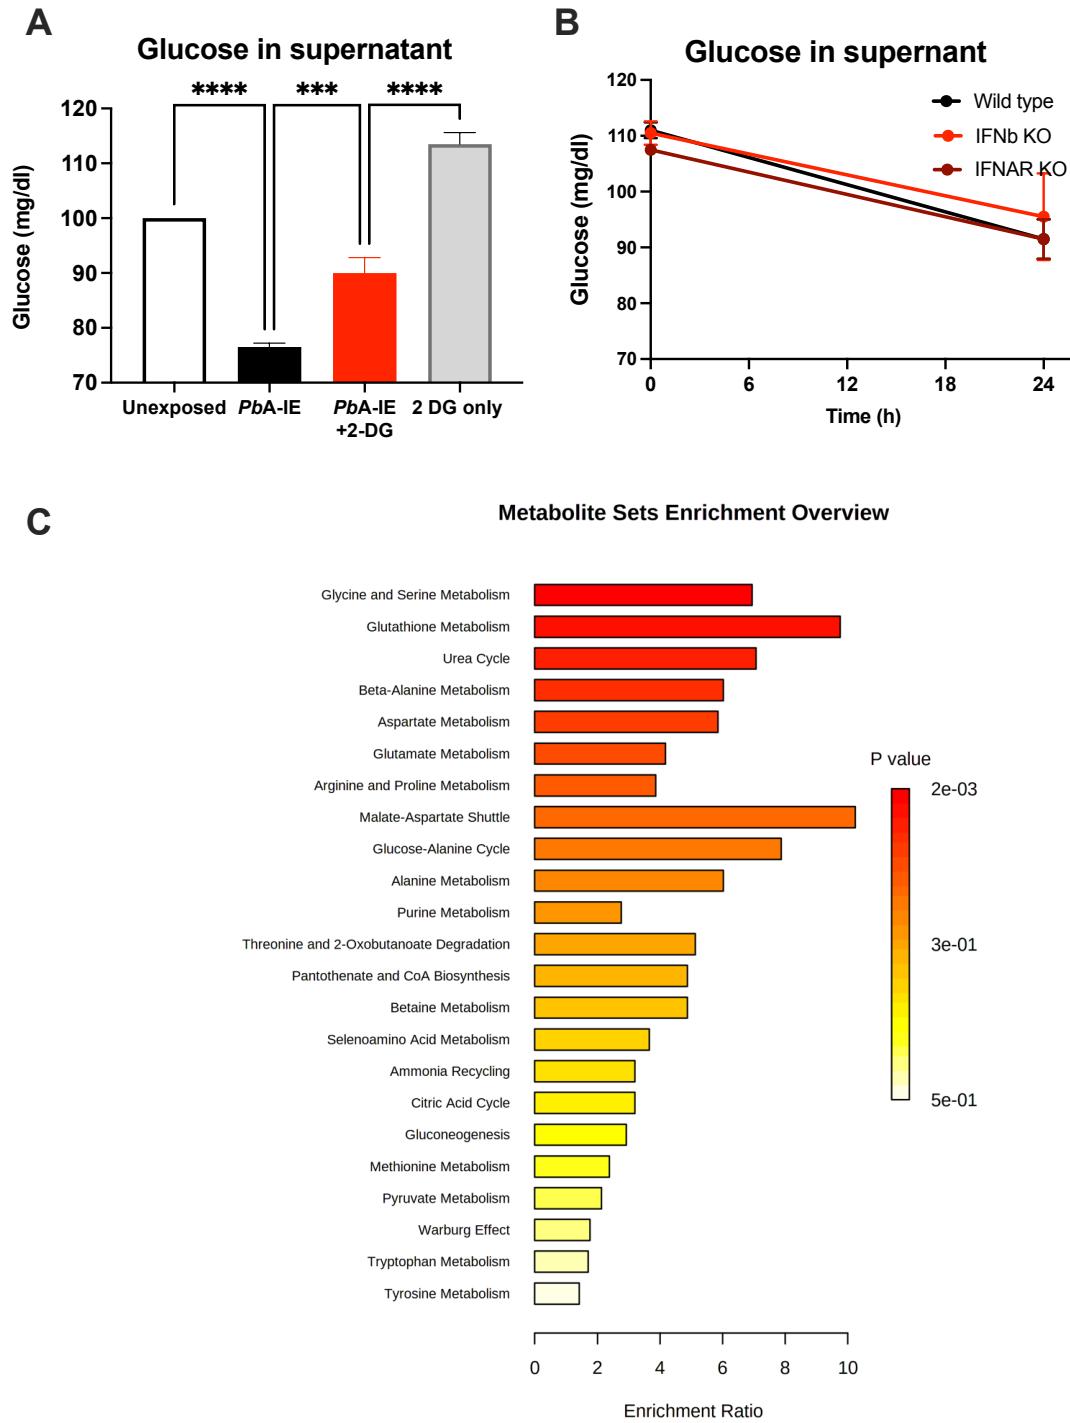 A
Glucose in supernatant
**** *** ****
Glucose (mg/dl)
120
110
100
90
80
70
Unexposed PbA-IE PbA-IE 2 DG only
+2-DG
B
Glucose in supernant
Glucose (mg/dl)
120
110
100
90
80
70
Wild type
IFNb KO
IFNAR KO
0 6 12 18 24
Time (h)
C
Metabolite Sets Enrichment Overview
Glycine and Serine Metabolism
Glutathione Metabolism
Urea Cycle
Beta-Alanine Metabolism
Aspartate Metabolism
Glutamate Metabolism
Arginine and Proline Metabolism
Malate-Aspartate Shuttle
Glucose-Alanine Cycle
Alanine Metabolism
Purine Metabolism
Threonine and 2-Oxobutanoate Degradation
Pantothenate and CoA Biosynthesis
Betaine Metabolism
Selenoamino Acid Metabolism
Ammonia Recycling
Citric Acid Cycle
Gluconeogenesis
Methionine Metabolism
Pyruvate Metabolism
Warburg Effect
Tryptophan Metabolism
Tyrosine Metabolism
0 2 4 6 8 10
Enrichment Ratio
P value
2e-03
3e-01
5e-01